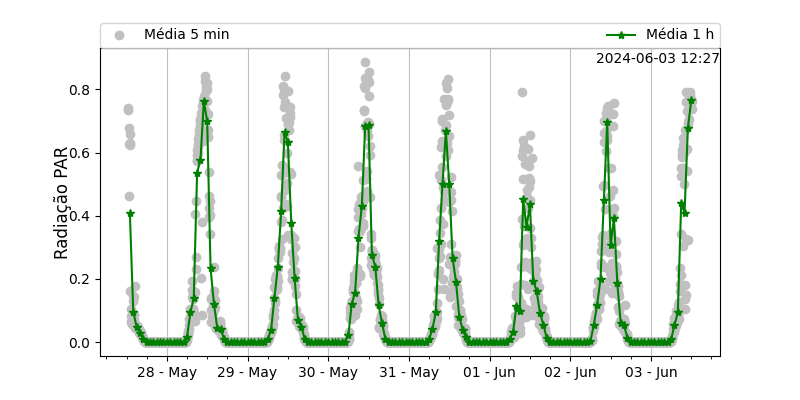 Média 5 min
Média 1 h
2024-06-03 12:27
Radiação PAR
0.8
0.6
0.4
0.2
0.0
28 - May
29 - May
30 - May
31 - May
01 - Jun
02 - Jun
03 - Jun